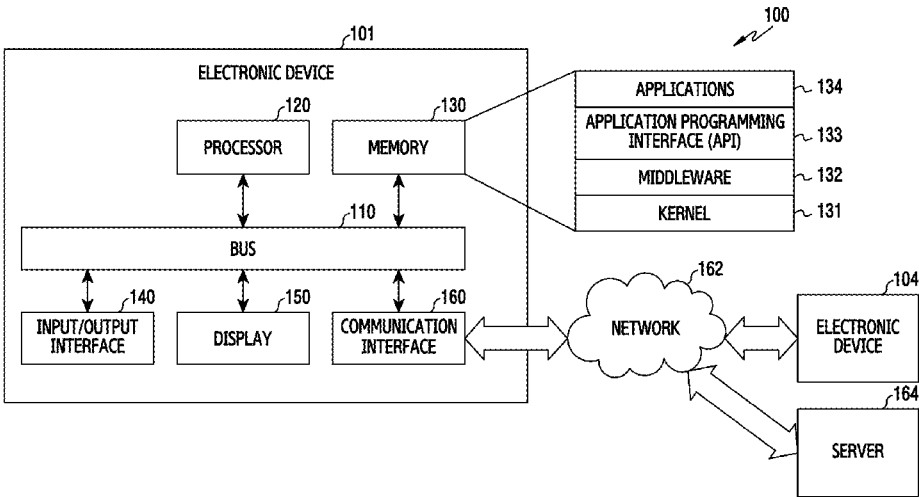 100
101
ELECTRONIC DEVICE
120
PROCESSOR
130
MEMORY
APPLICATIONS
134
APPLICATION PROGRAMMING
INTERFACE (API)
133
MIDDLEWARE
132
KERNEL
131
110
BUS
140
INPUT/OUTPUT
INTERFACE
150
DISPLAY
160
COMMUNICATION
INTERFACE
162
NETWORK
104
ELECTRONIC
DEVICE
164
SERVER